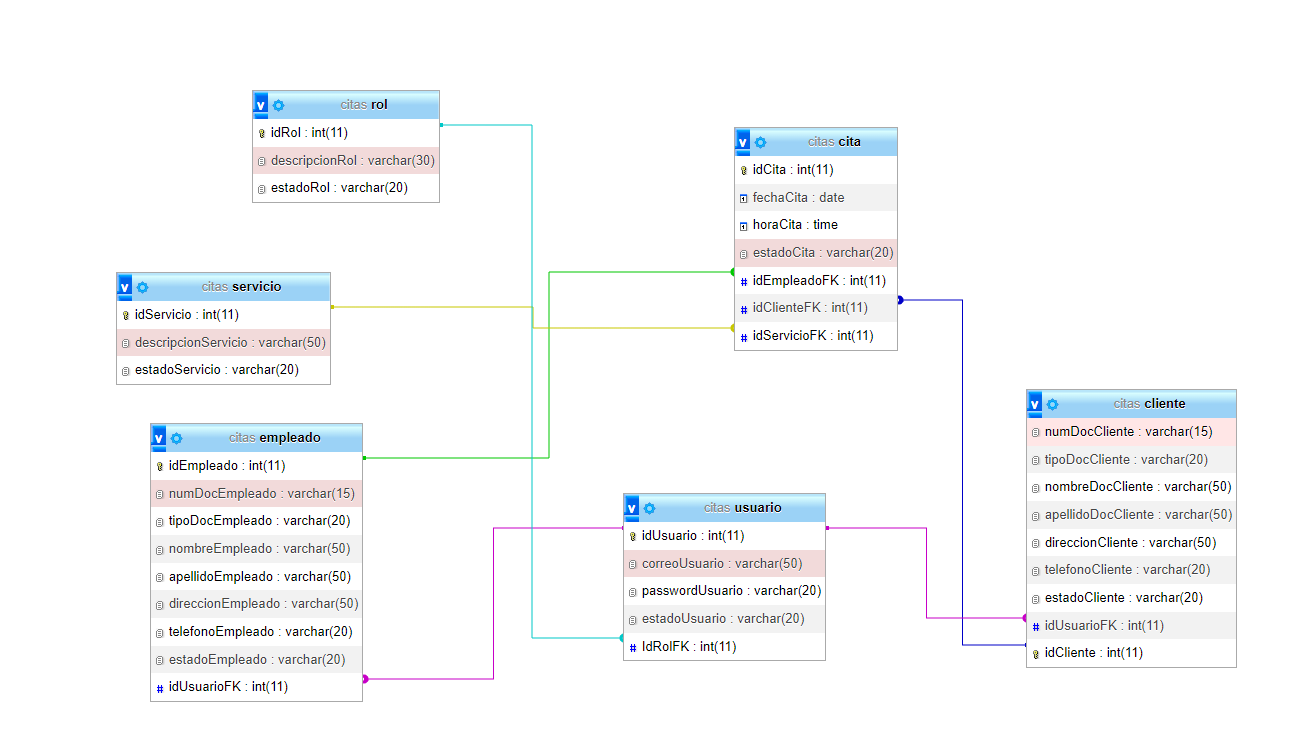 citas rol
idRol : int(11)
descripcionRol : varchar(30)
estadoRol : varchar(20)
citas cita
idCita : int(11)
fechaCita : date
horaCita : time
estadoCita : varchar(20)
idEmpleadoFK : int(11)
idClienteFK : int(11)
idServicioFK : int(11)
citas servicio
idServicio : int(11)
descripcionServicio : varchar(50)
estadoServicio : varchar(20)
citas empleado
idEmpleado : int(11)
numDocEmpleado : varchar(15)
tipoDocEmpleado : varchar(20)
nombreEmpleado : varchar(50)
apellidoEmpleado : varchar(50)
direccionEmpleado : varchar(50)
telefonoEmpleado : varchar(20)
estadoEmpleado : varchar(20)
idUsuarioFK : int(11)
citas usuario
idUsuario : int(11)
correoUsuario : varchar(50)
passwordUsuario : varchar(20)
estadoUsuario : varchar(20)
IdRolFK : int(11)
citas cliente
numDocCliente : varchar(15)
tipoDocCliente : varchar(20)
nombreDocCliente : varchar(50)
apellidoDocCliente : varchar(50)
direccionCliente : varchar(50)
telefonoCliente : varchar(20)
estadoCliente : varchar(20)
idUsuarioFK : int(11)
idCliente : int(11)